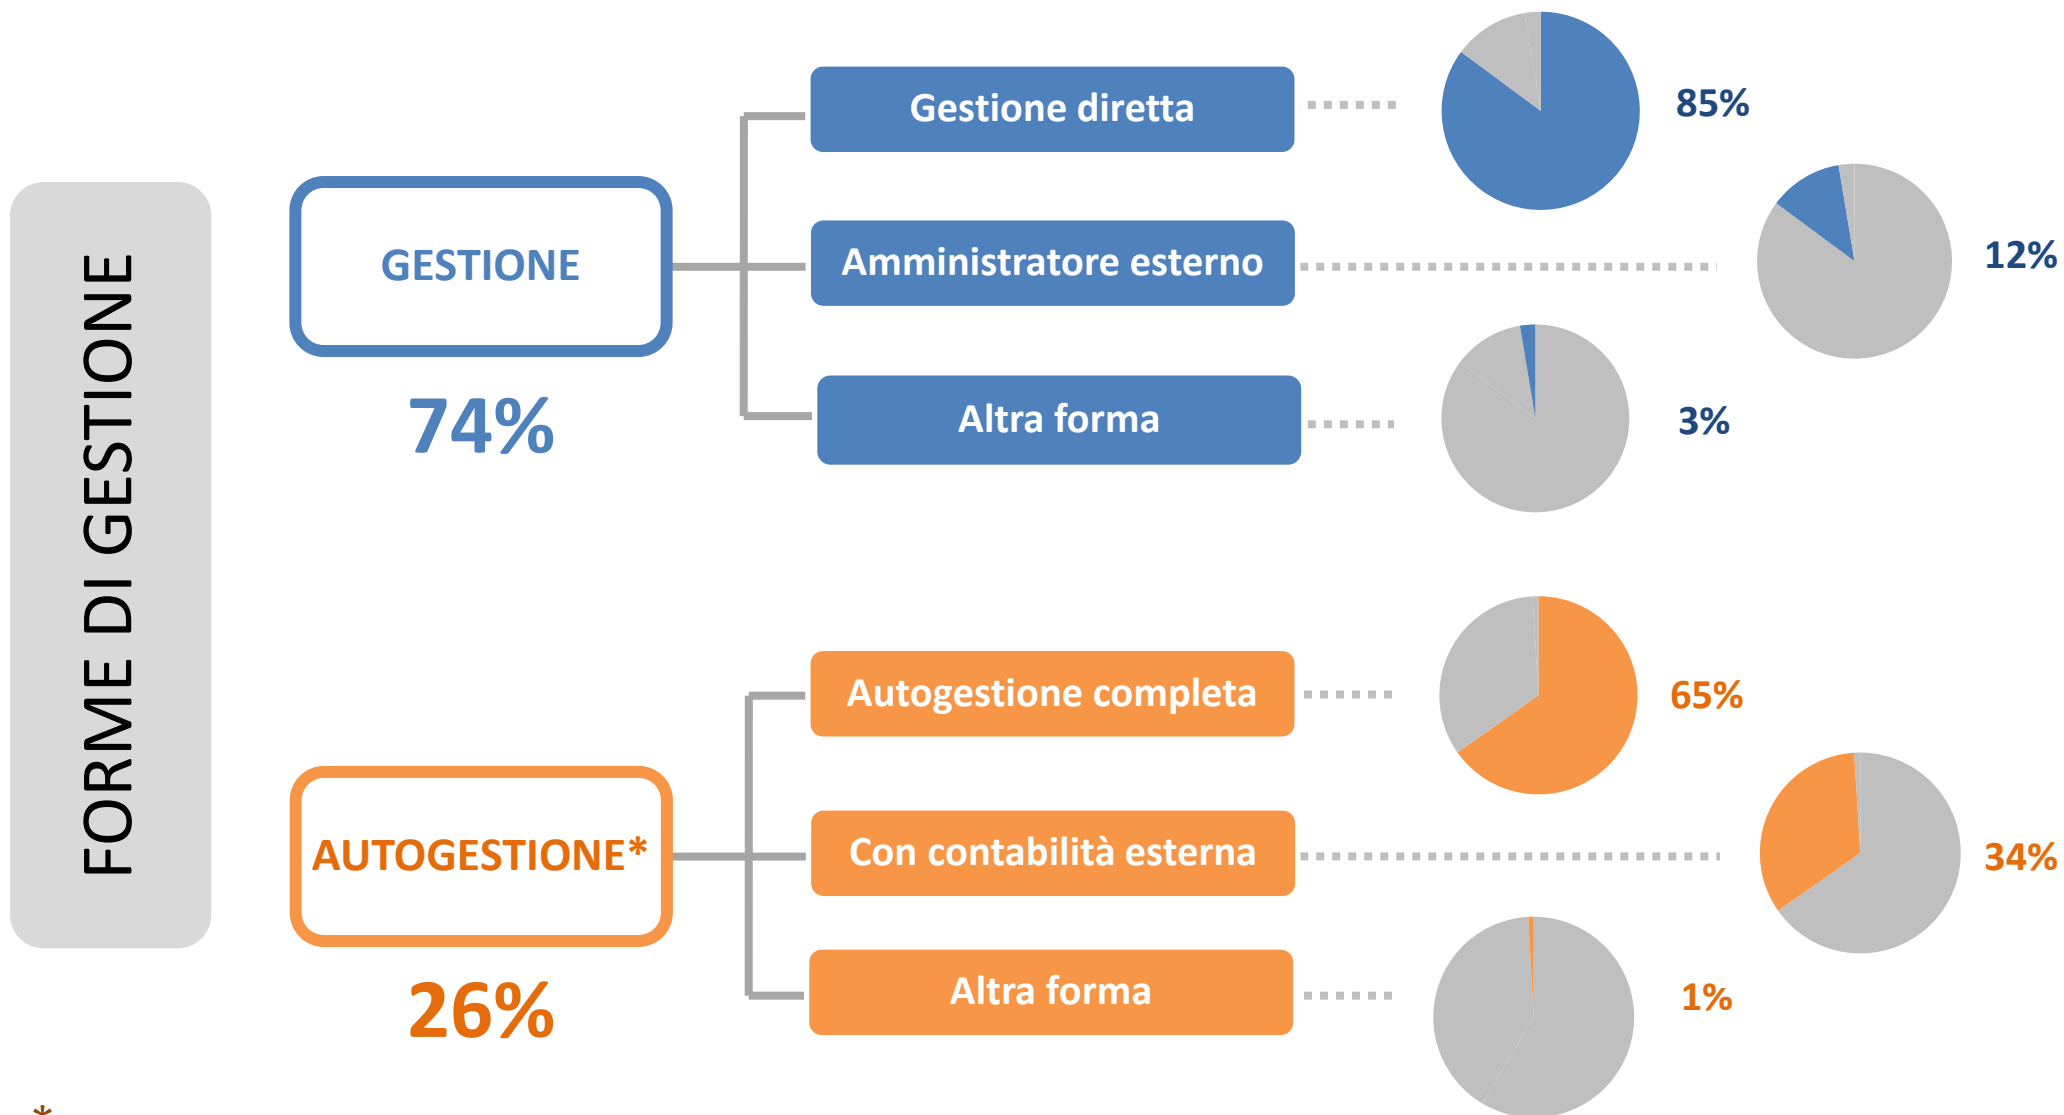 FORME DI GESTIONE
GESTIONE
74%
Gestione diretta
85%
Amministratore esterno
12%
Altra forma
3%
AUTOGESTIONE*
26%
Autogestione completa
65%
Con contabilità esterna
34%
Altra forma
1%
*